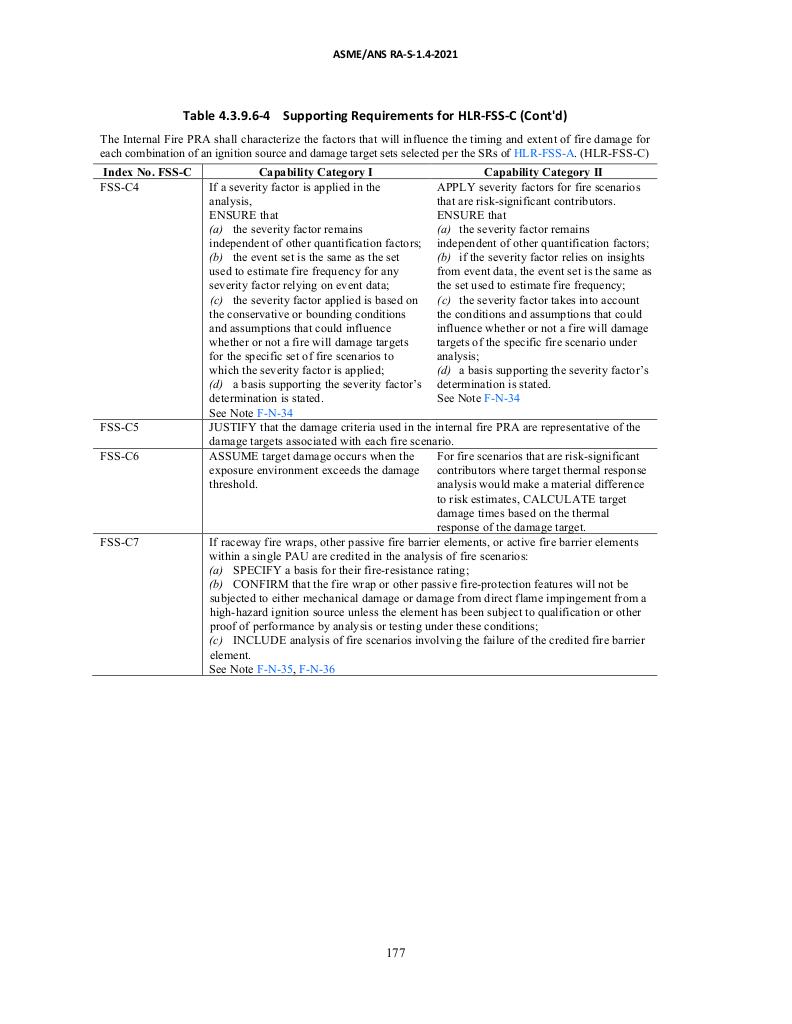 ASME/ANS RA-S-1.4-2021
Table 4.3.9.6-4 Supporting Requirements for HLR-FSS-C (Cont'd)
The Internal Fire PRA shall characterize the factors that will influence the timing and extent of fire damage for
each combination of an ignition source and damage target sets selected per the SRs of HLR-FSS-A. (HLR-FSS-C)
Index No. FSS-C
Capability Category I
Capability Category II
FSS-C4
If a severity factor is applied in the
analysis,
ENSURE that
(a) the severity factor remains
independent of other quantification factors;
(b) the event set is the same as the set
used to estimate fire frequency for any
severity factor relying on event data;
(c) the severity factor applied is based on
the conservative or bounding conditions
and assumptions that could influence
whether or not a fire will damage targets
for the specific set of fire scenarios to
which the severity factor is applied;
(d) a basis supporting the severity factor's
determination is stated.
See Note F-N-34
APPLY severity factors for fire scenarios
that are risk-significant contributors.
ENSURE that
(a) the severity factor remains
independent of other quantification factors;
(b) if the severity factor relies on insights
from event data, the event set is the same as
the set used to estimate fire frequency;
(c) the severity factor takes into account
the conditions and assumptions that could
influence whether or not a fire will damage
targets of the specific fire scenario under
analysis;
(d) a basis supporting the severity factor's
determination is stated.
See Note F-N-34
FSS-C5
JUSTIFY that the damage criteria used in the internal fire PRA are representative of the
damage targets associated with each fire scenario.
FSS-C6
ASSUME target damage occurs when the
exposure environment exceeds the damage
threshold.
For fire scenarios that are risk-significant
contributors where target thermal response
analysis would make a material difference
to risk estimates, CALCULATE target
damage times based on the thermal
response of the damage target.
FSS-C7
If raceway fire wraps, other passive fire barrier elements, or active fire barrier elements
within a single PAU are credited in the analysis of fire scenarios:
(a) SPECIFY a basis for their fire-resistance rating;
(b) CONFIRM that the fire wrap or other passive fire-protection features will not be
subjected to either mechanical damage or damage from direct flame impingement from a
high-hazard ignition source unless the element has been subject to qualification or other
proof of performance by analysis or testing under these conditions;
(c) INCLUDE analysis of fire scenarios involving the failure of the credited fire barrier
element.
See Note F-N-35, F-N-36
177